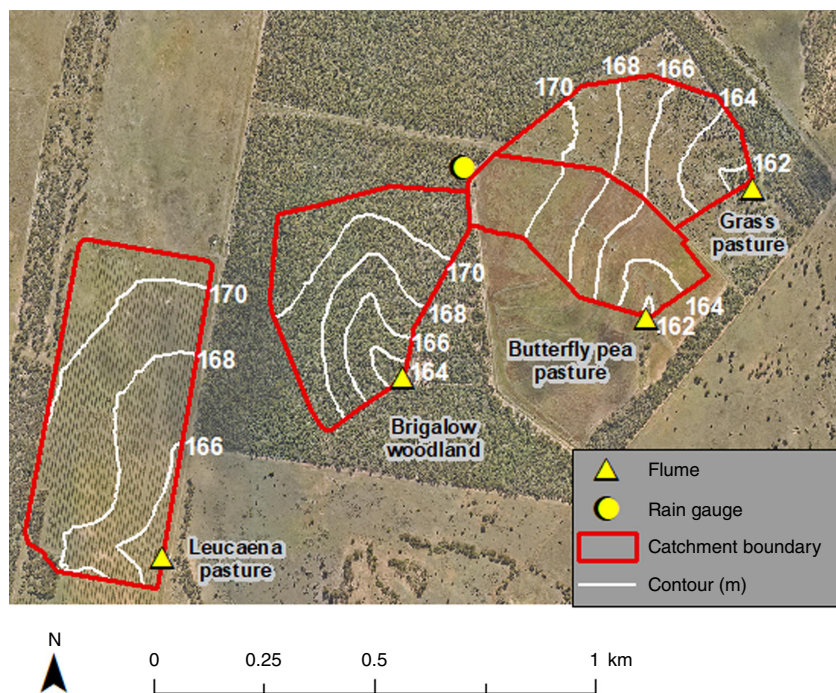 168 166
170
164
162
Grass
pasture
170
168
166
164
164
162
Butterfly pea
pasture
Brigalow
woodland
170
168
166
Leucaena
pasture
Flume
Rain gauge
Catchment boundary
Contour (m)
N
0 0.25 0.5 1 km